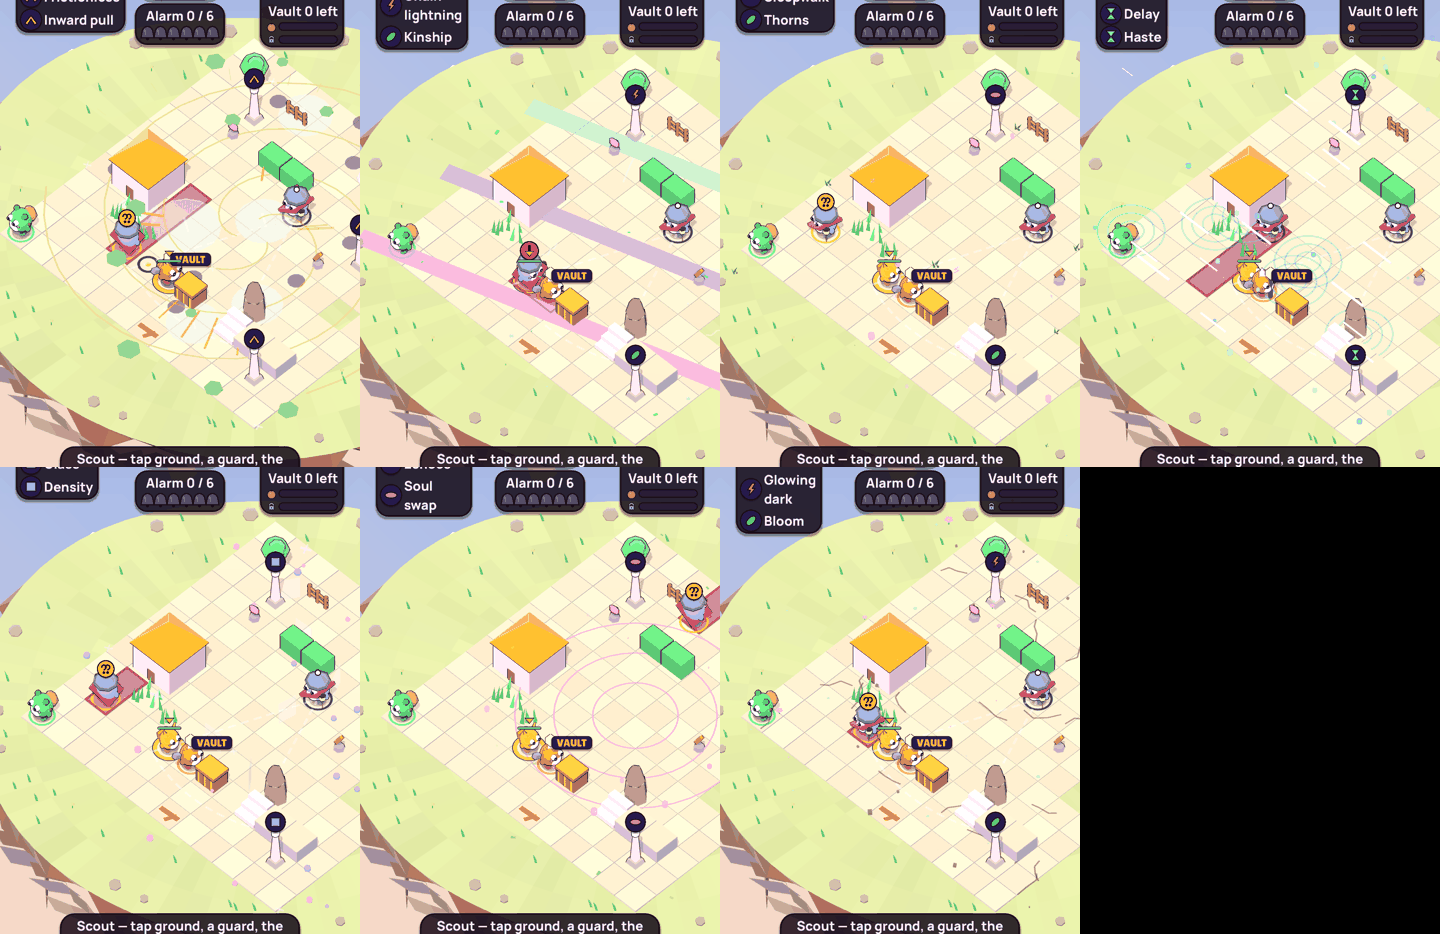 Inward pull
Alarm 0 / 6
Vault 0 left
??
VAULT
Scout — tap ground, a guard, the
lightning
Kinship
Alarm 0 / 6
Vault 0 left
VAULT
Scout — tap ground, a guard, the
Thorns
Alarm 0 / 6
Vault 0 left
??
VAULT
Scout — tap ground, a guard, the
Delay
Haste
Alarm 0 / 6
Vault 0 left
VAULT
Scout — tap ground, a guard, the
Density
Alarm 0 / 6
Vault 0 left
??
VAULT
Scout — tap ground, a guard, the
Soul
swap
Alarm 0 / 6
Vault 0 left
??
VAULT
Scout — tap ground, a guard, the
Glowing
dark
Bloom
Alarm 0 / 6
Vault 0 left
??
VAULT
Scout — tap ground, a guard, the